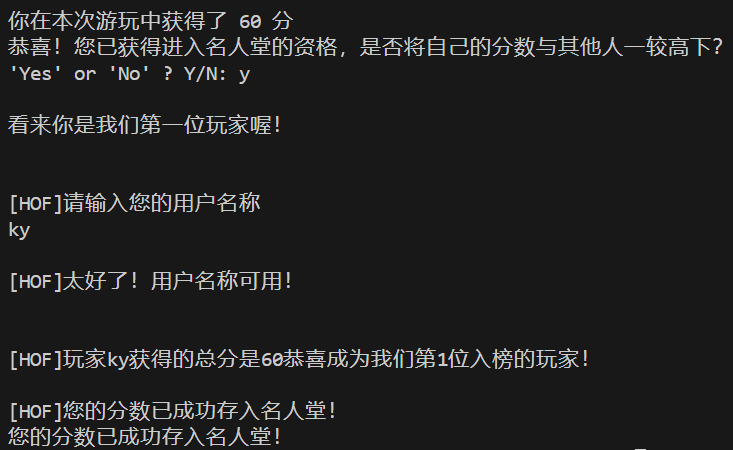 你在本次游玩中获得了 60 分
恭喜！您已获得进入名人堂的资格，是否将自己的分数与其他人一较高下？
'Yes' or 'No' ? Y/N: y
看来你是我们第一位玩家喔！
[HOF]请输入您的用户名称
ky
[HOF]太好了！用户名称可用！
[HOF]玩家ky获得的总分是60恭喜成为我们第1位入榜的玩家！
[HOF]您的分数已成功存入名人堂！
您的分数已成功存入名人堂！